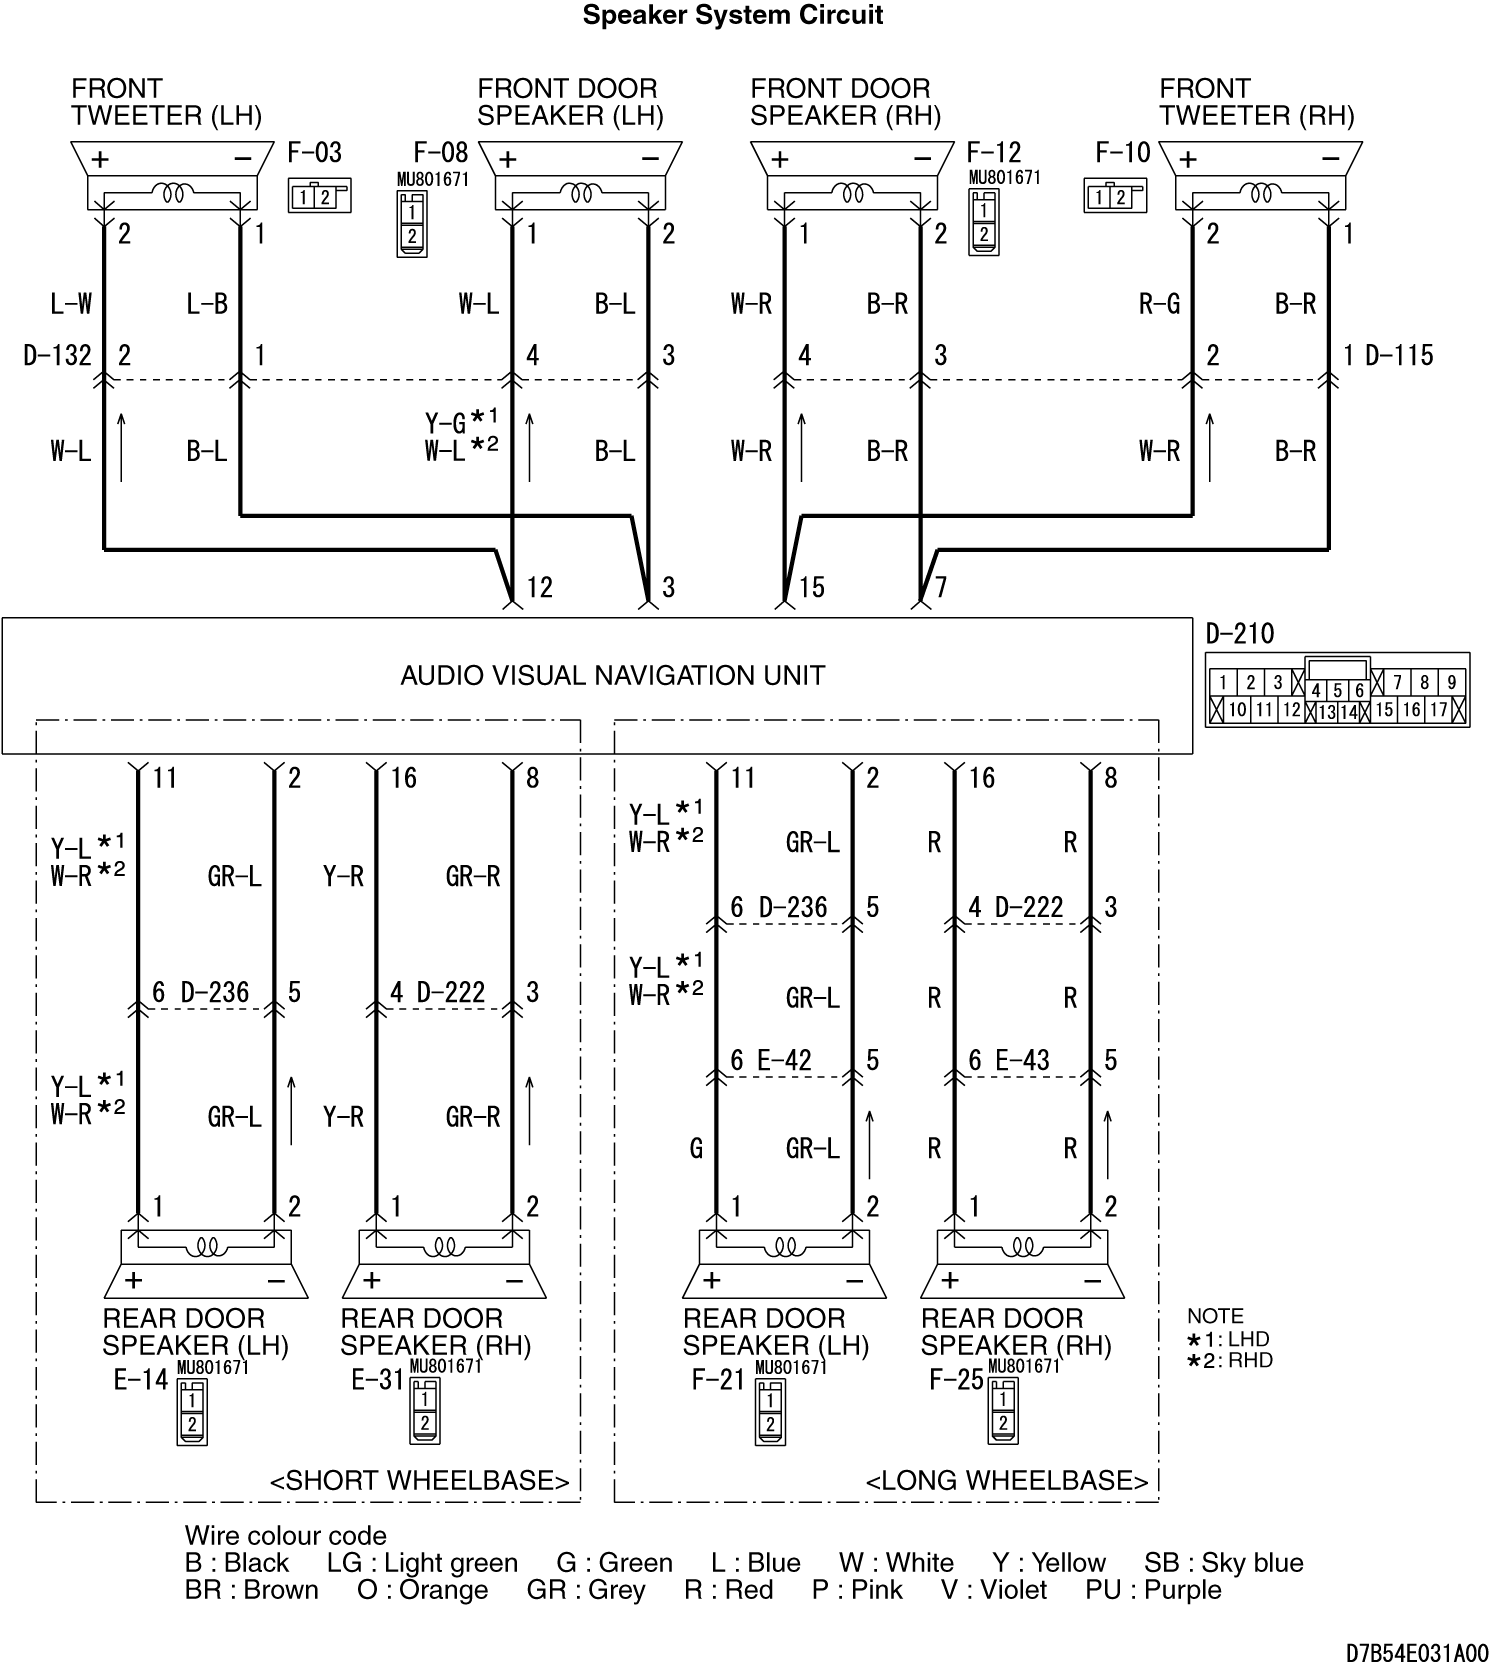 Speaker System Circuit
FRONT TWEETER (LH)
FRONT DOOR SPEAKER (LH)
FRONT DOOR SPEAKER (RH)
FRONT TWEETER (RH)
+ − F-03 F-08 + − + − F-12 F-10 + −
MU801671 MU801671
1 2 1 2 1 2 1 2
2 1 1 2 1 2 2 1
L-W L-B W-L B-L W-R B-R R-G B-R
D-132 2 1 4 3 4 3 2 1 D-115
Y-G*1
W-L B-L W-L*2 B-L W-R B-R W-R B-R
12 3 15 7
D-210
AUDIO VISUAL NAVIGATION UNIT
1 2 3 4 5 6 7 8 9
10 11 12 13 14 15 16 17
11 2 16 8 11 2 16 8
Y-L*1
W-R*2 GR-L Y-R GR-R
Y-L*1
W-R*2 GR-L R R
6 D-236 5 4 D-222 3
Y-L*1
W-R*2 GR-L R R
6 D-236 5 4 D-222 3
6 E-42 5 6 E-43 5
Y-L*1
W-R*2 GR-L Y-R GR-R
G GR-L R R
1 2 1 2 1 2 1 2
+ − + − + − + −
REAR DOOR SPEAKER (LH)
REAR DOOR SPEAKER (RH)
REAR DOOR SPEAKER (LH)
REAR DOOR SPEAKER (RH)
MU801671 MU801671 MU801671 MU801671
E-14 E-31 F-21 F-25
1 1 1 1
2 2 2 2
NOTE
*1: LHD
*2: RHD
<SHORT WHEELBASE> <LONG WHEELBASE>
Wire colour code
B : Black LG : Light green G : Green L : Blue W : White Y : Yellow SB : Sky blue
BR : Brown O : Orange GR : Grey R : Red P : Pink V : Violet PU : Purple
D7B54E031A00